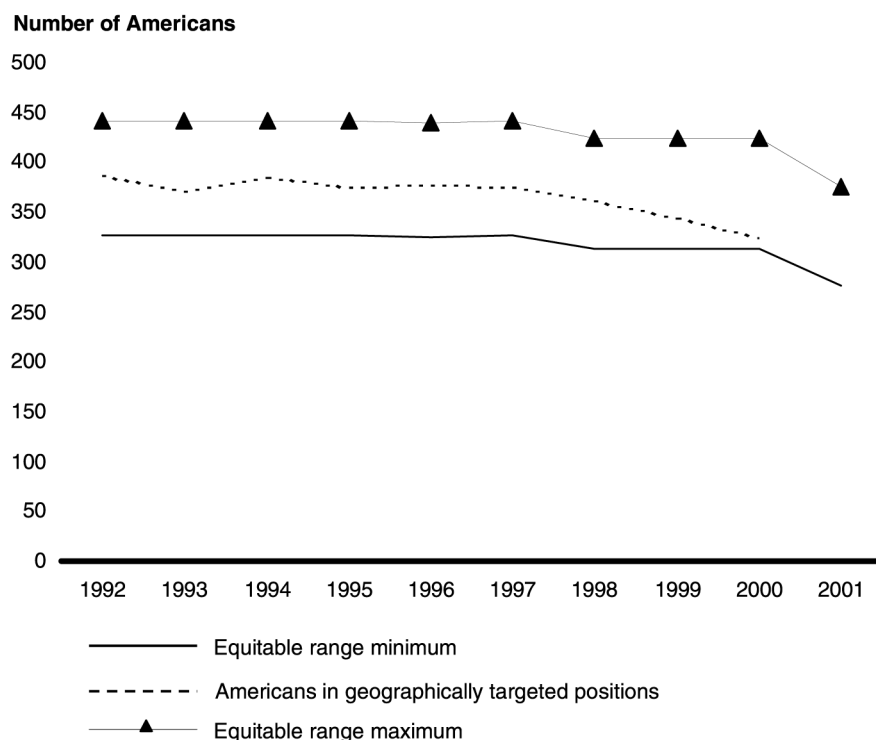 Number of Americans
500
450
400
350
300
250
200
150
100
50
0
1992 1993 1994 1995 1996 1997 1998 1999 2000 2001
Equitable range minimum
Americans in geographically targeted positions
Equitable range maximum